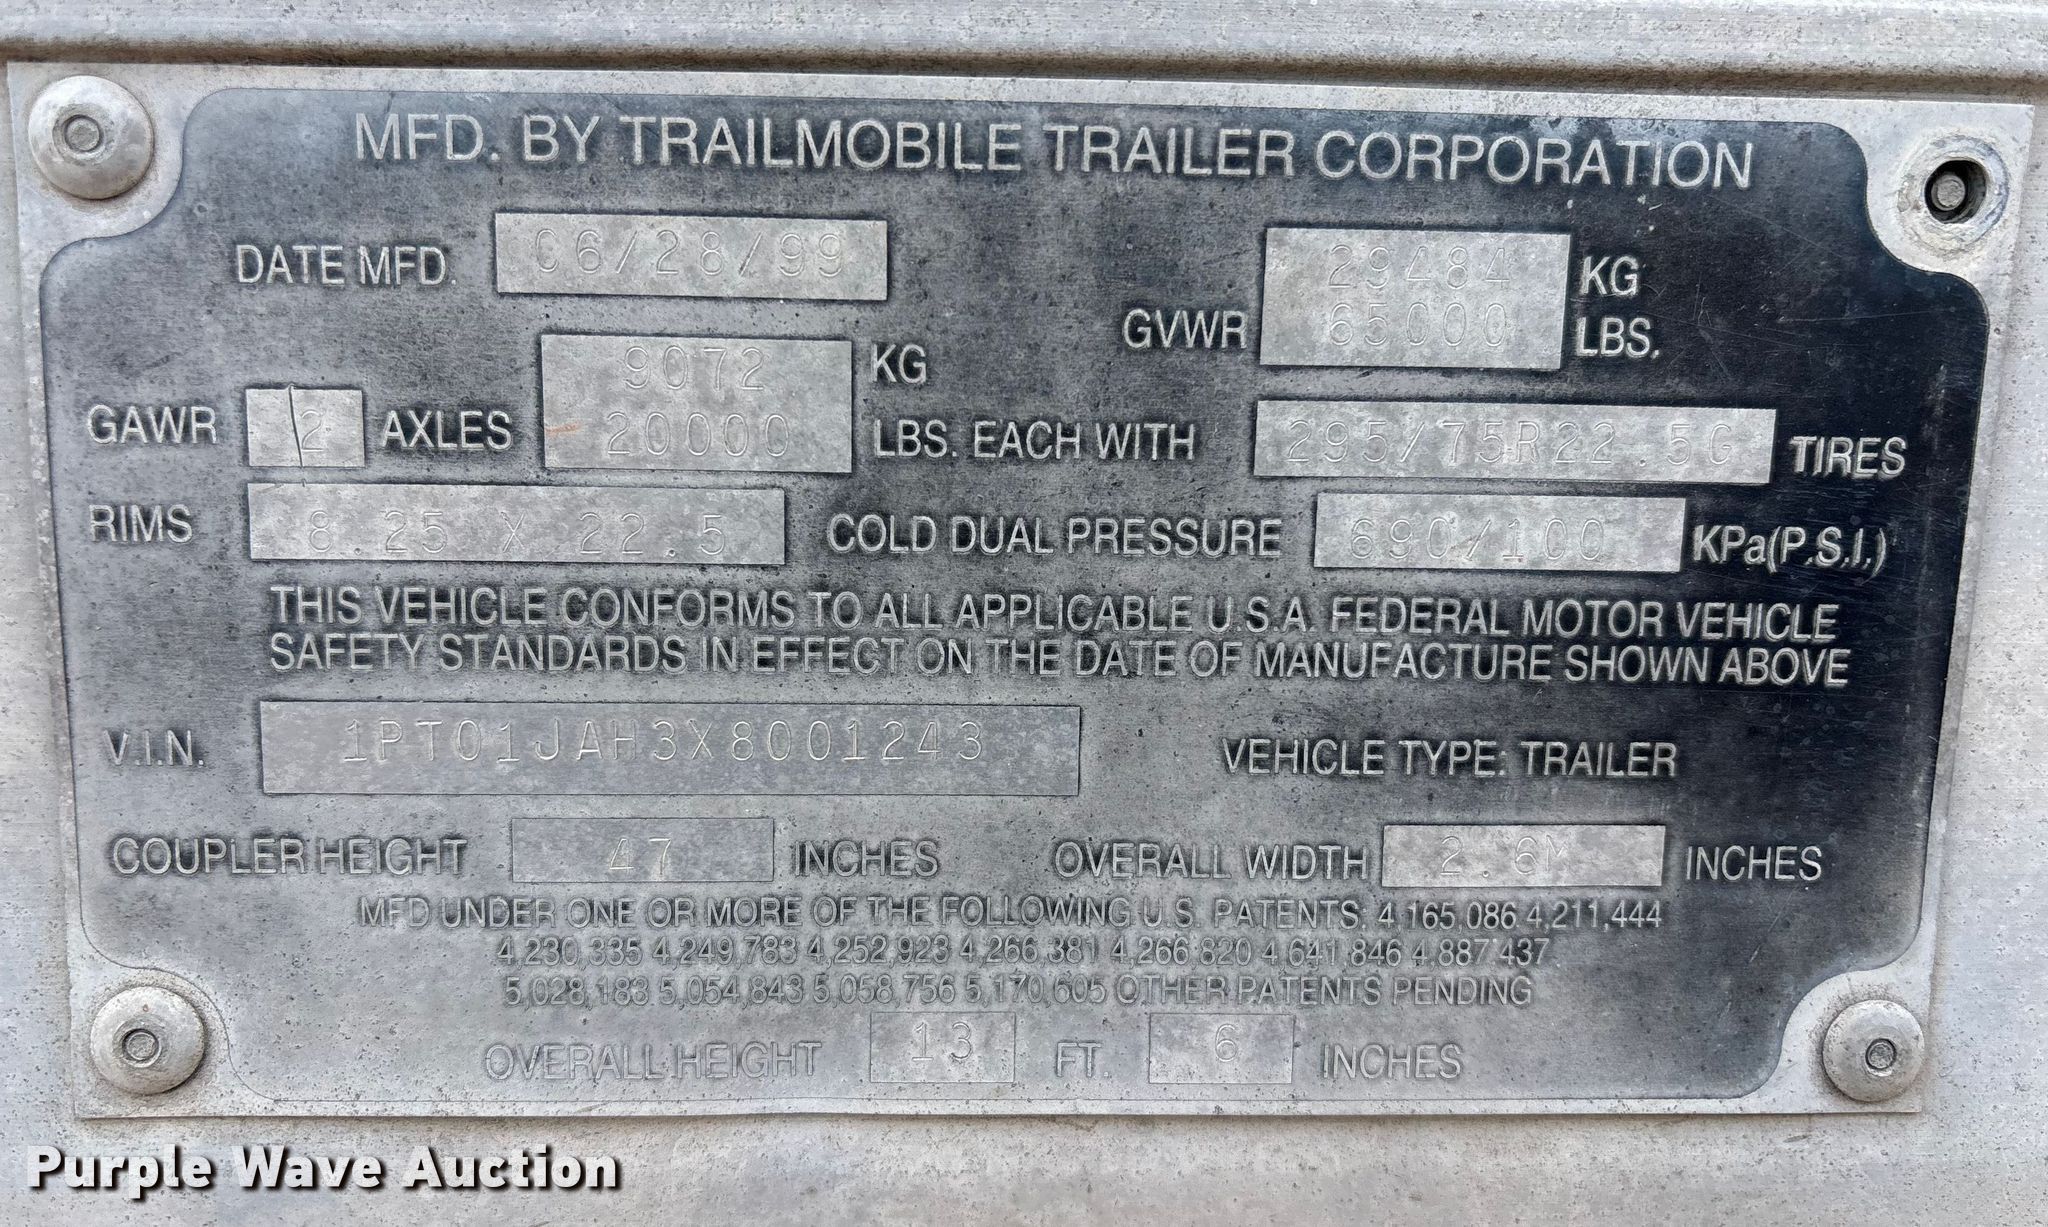 MFD. BY TRAILMOBILE TRAILER CORPORATION
DATE MFD. 06/28/99
GVWR 29484 KG
65000 LBS.
9072 KG
GAWR 2 AXLES 20000 LBS. EACH WITH 295/75R22.5G TIRES
RIMS 8.25 X 22.5 COLD DUAL PRESSURE 690/100 KPa(P.S.I.)
THIS VEHICLE CONFORMS TO ALL APPLICABLE U.S.A. FEDERAL MOTOR VEHICLE
SAFETY STANDARDS IN EFFECT ON THE DATE OF MANUFACTURE SHOWN ABOVE
V.I.N. 1PT01JAH3X8001243 VEHICLE TYPE: TRAILER
COUPLER HEIGHT 47 INCHES OVERALL WIDTH 2.6M INCHES
MFD UNDER ONE OR MORE OF THE FOLLOWING U.S. PATENTS: 4,165,086 4,211,444
4,230,335 4,249,783 4,252,923 4,266,381 4,266,820 4,641,846 4,887,437
5,028,183 5,054,843 5,058,756 5,170,605 OTHER PATENTS PENDING
OVERALL HEIGHT 13 FT. 6 INCHES
Purple Wave Auction